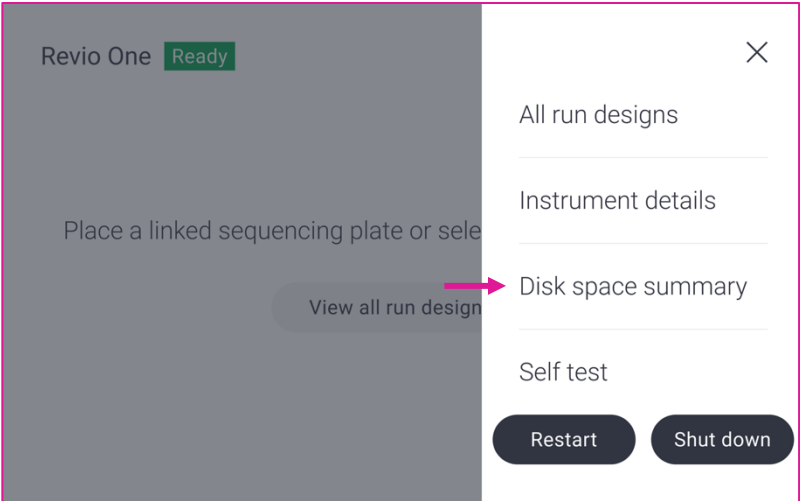 Revio One Ready
Place a linked sequencing plate or sele
View all run design
All run designs
Instrument details
Disk space summary
Self test
Restart
Shut down